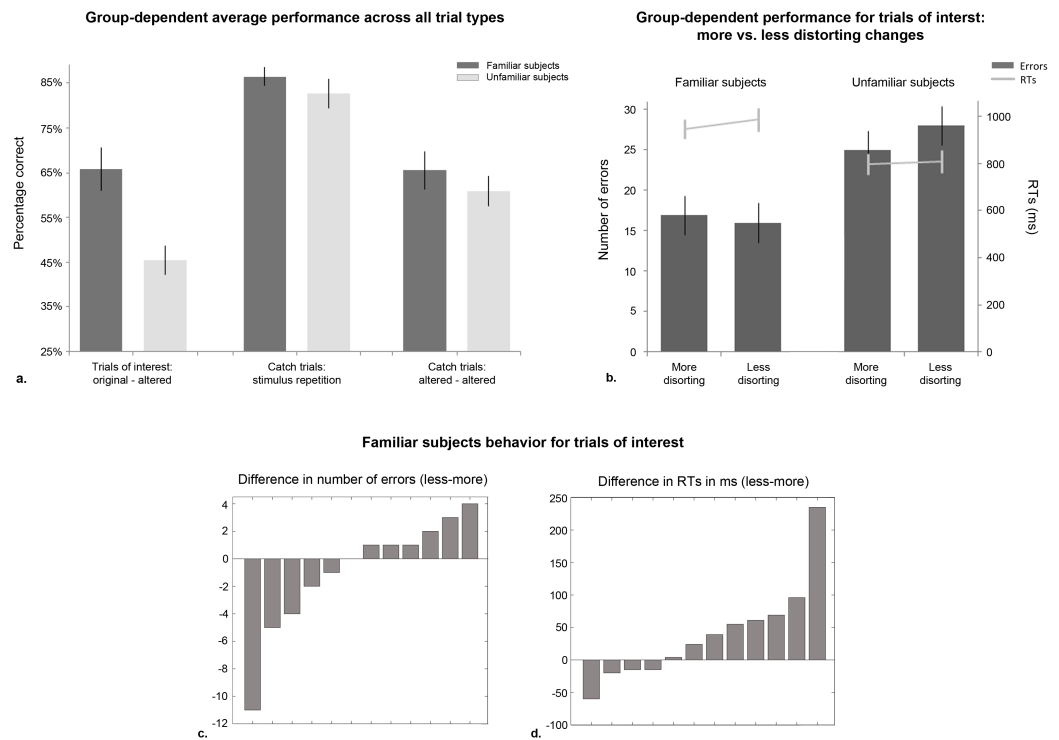 Group-dependent average performance across all trial types
Familiar subjects
Unfamiliar subjects
Percentage correct
85%
75%
65%
55%
45%
35%
25%
Trials of interest:
original - altered
Catch trials:
stimulus repetition
Catch trials:
altered - altered
a.
Group-dependent performance for trials of interst:
more vs. less distorting changes
Errors
RTs
Familiar subjects
Unfamiliar subjects
Number of errors
30
25
20
15
10
5
0
RTs (ms)
1000
800
600
400
200
0
More
disorting
Less
disorting
More
disorting
Less
disorting
b.
Familiar subjects behavior for trials of interest
Difference in number of errors (less-more)
4
2
0
-2
-4
-6
-8
-10
-12
c.
Difference in RTs in ms (less-more)
250
200
150
100
50
0
-50
-100
d.